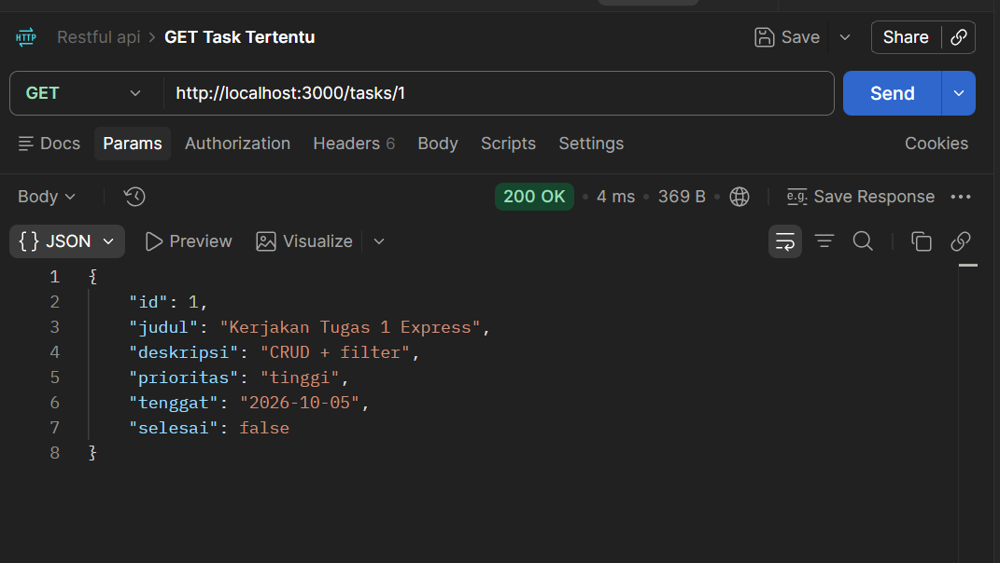 HTTP Restful api > GET Task Tertentu Save Share
GET http://localhost:3000/tasks/1 Send
Docs Params Authorization Headers 6 Body Scripts Settings Cookies
Body 200 OK • 4 ms • 369 B • e.g. Save Response
{} JSON Preview Visualize
1 {
2 "id": 1,
3 "judul": "Kerjakan Tugas 1 Express",
4 "deskripsi": "CRUD + filter",
5 "prioritas": "tinggi",
6 "tenggat": "2026-10-05",
7 "selesai": false
8 }